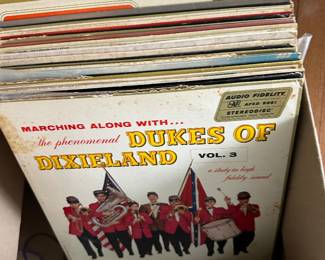 MARCHING ALONG WITH...
the phenomenal DUKES OF
DIXIELAND VOL. 3
a study in high
fidelity sound
AUDIO FIDELITY
STEREODISC